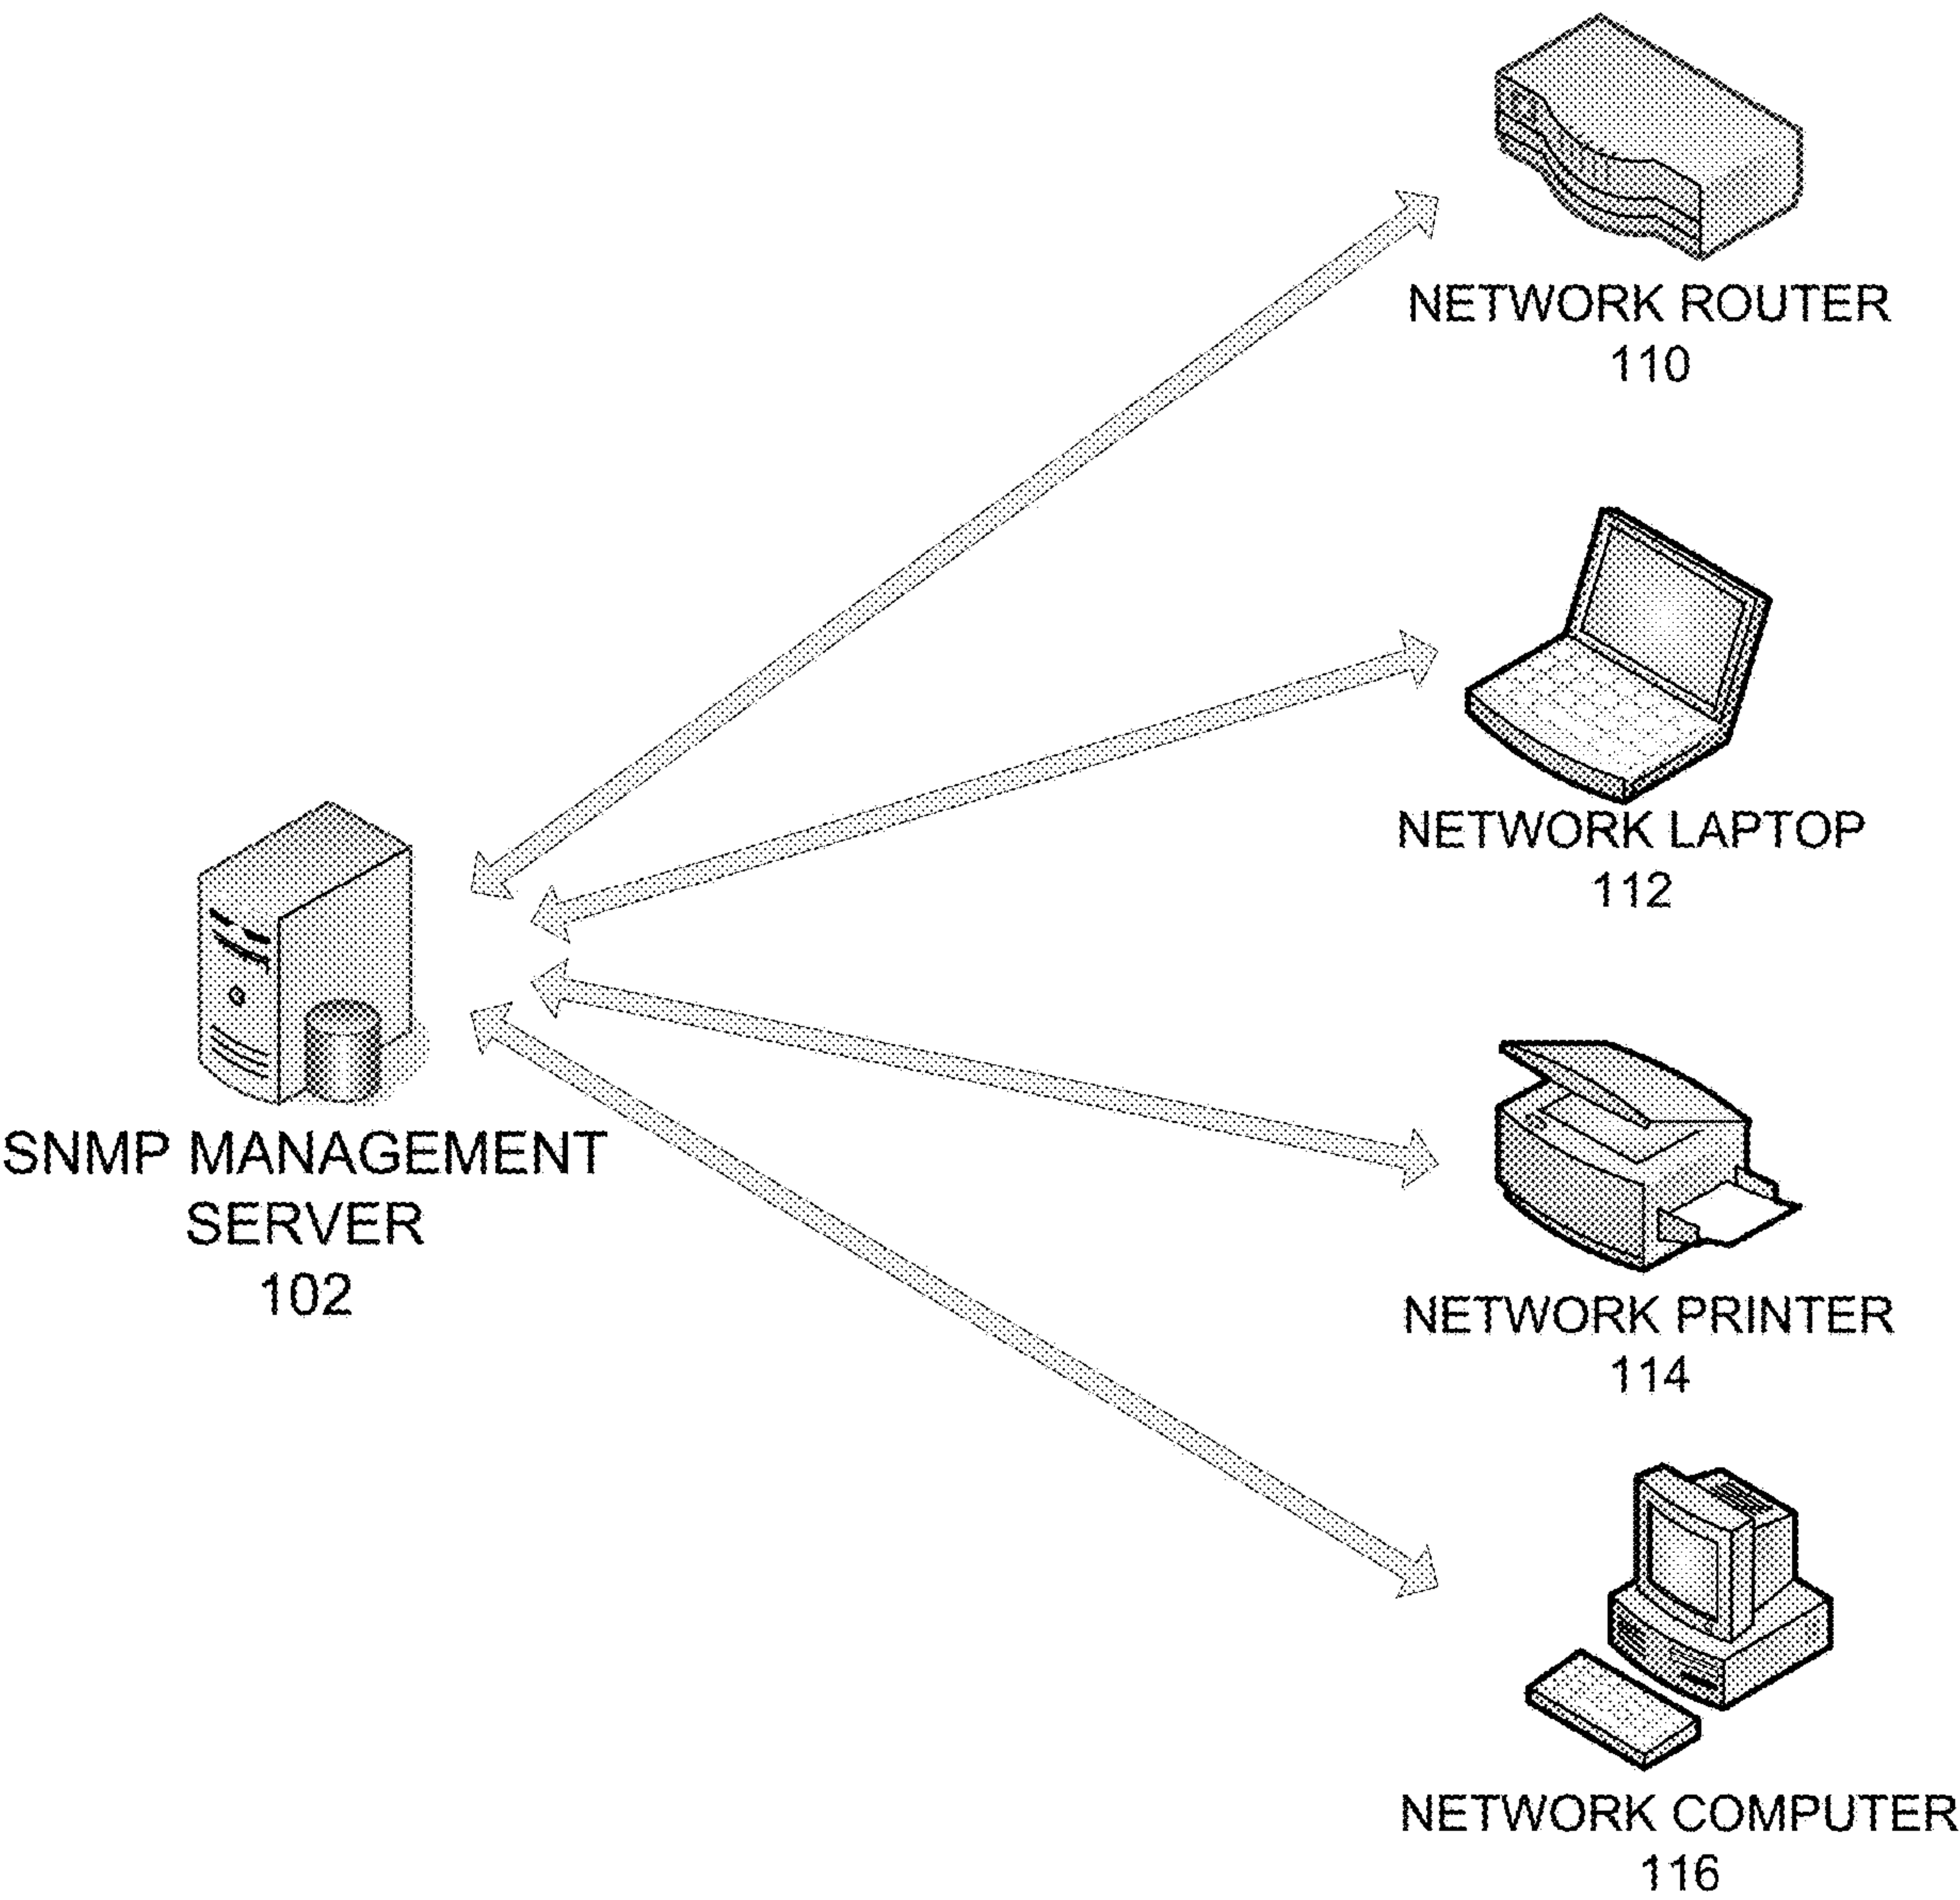 NETWORK ROUTER
110
NETWORK LAPTOP
112
SNMP MANAGEMENT
SERVER
102
NETWORK PRINTER
114
NETWORK COMPUTER
116